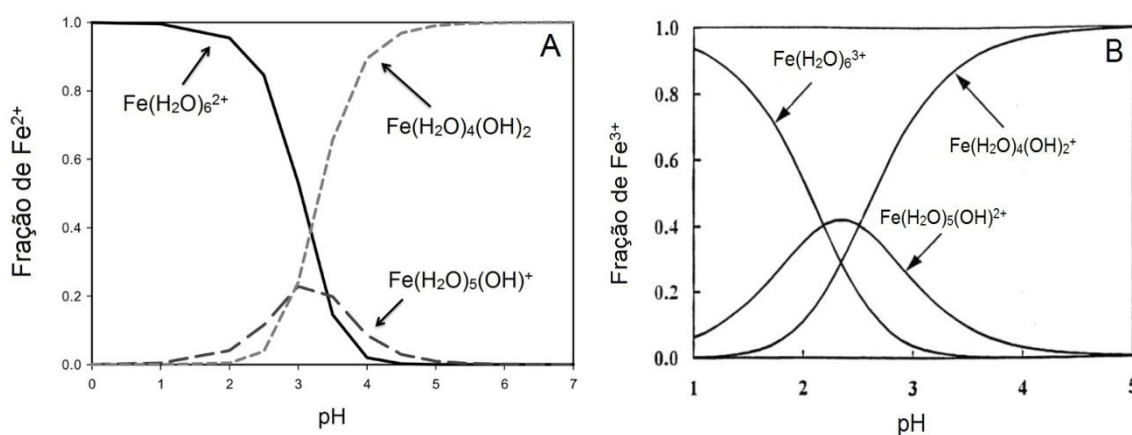 A
Fração de Fe2+
1.0
0.8
0.6
0.4
0.2
0.0
Fe(H2O)62+
Fe(H2O)4(OH)2
Fe(H2O)5(OH)+
0 1 2 3 4 5 6 7
pH
B
Fração de Fe3+
1.0
0.8
0.6
0.4
0.2
0.0
Fe(H2O)63+
Fe(H2O)4(OH)2+
Fe(H2O)5(OH)2+
1 2 3 4 5
pH